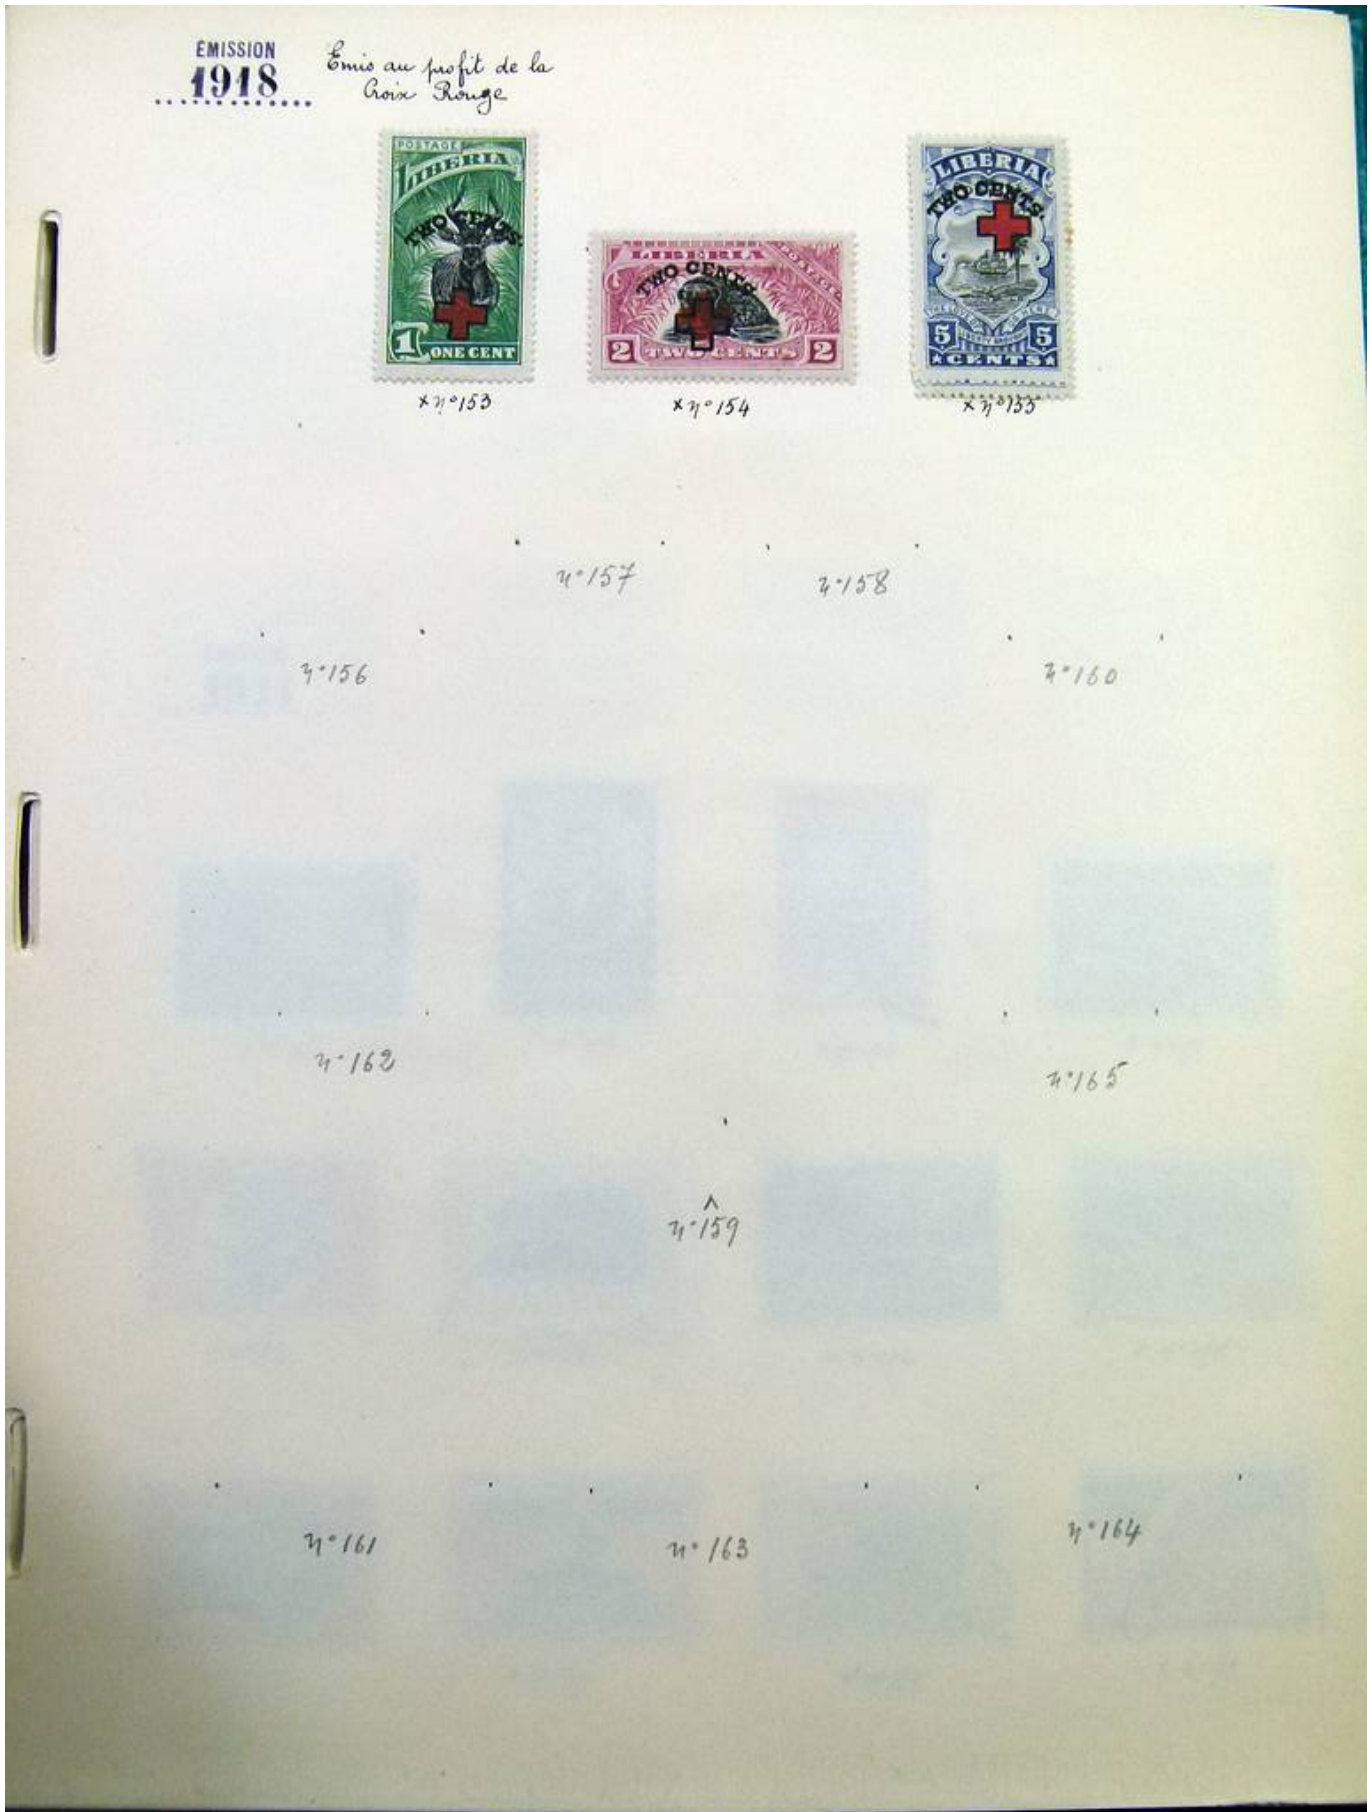 ÉMISSION
1918
Emis au profit de la
Croix Rouge
POSTAGE
LIBERIA
TWO CENTS
1 ONE CENT
LIBERIA
POSTAGE
TWO CENTS
2 TWO CENTS 2
LIBERIA
TWO CENTS
5 5
CENTS
x n° 153
x n° 154
x n° 155
n° 157
n° 158
n° 156
n° 160
n° 162
n° 165
n° 159
n° 161
n° 163
n° 164